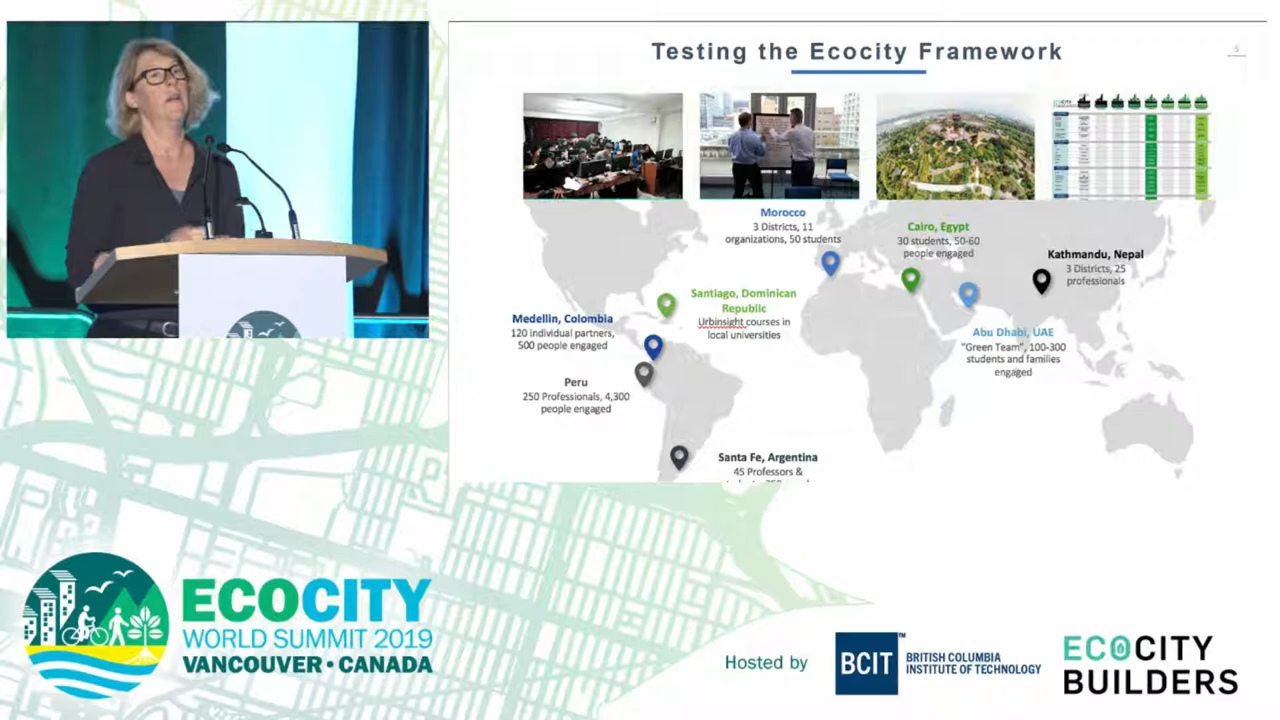 Testing the Ecocity Framework
Morocco
3 Districts, 11
organizations, 50 students
Cairo, Egypt
30 students, 50-60
people engaged
Kathmandu, Nepal
3 Districts, 25
professionals
Santiago, Dominican
Republic
Urbinsight courses in
local universities
Medellin, Colombia
120 individual partners,
500 people engaged
Abu Dhabi, UAE
"Green Team", 100-300
students and families
engaged
Peru
250 Professionals, 4,300
people engaged
Santa Fe, Argentina
45 Professors &
ECOCITY
WORLD SUMMIT 2019
VANCOUVER • CANADA
Hosted by
BCIT™
BRITISH COLUMBIA
INSTITUTE OF TECHNOLOGY
ECOCITY
BUILDERS